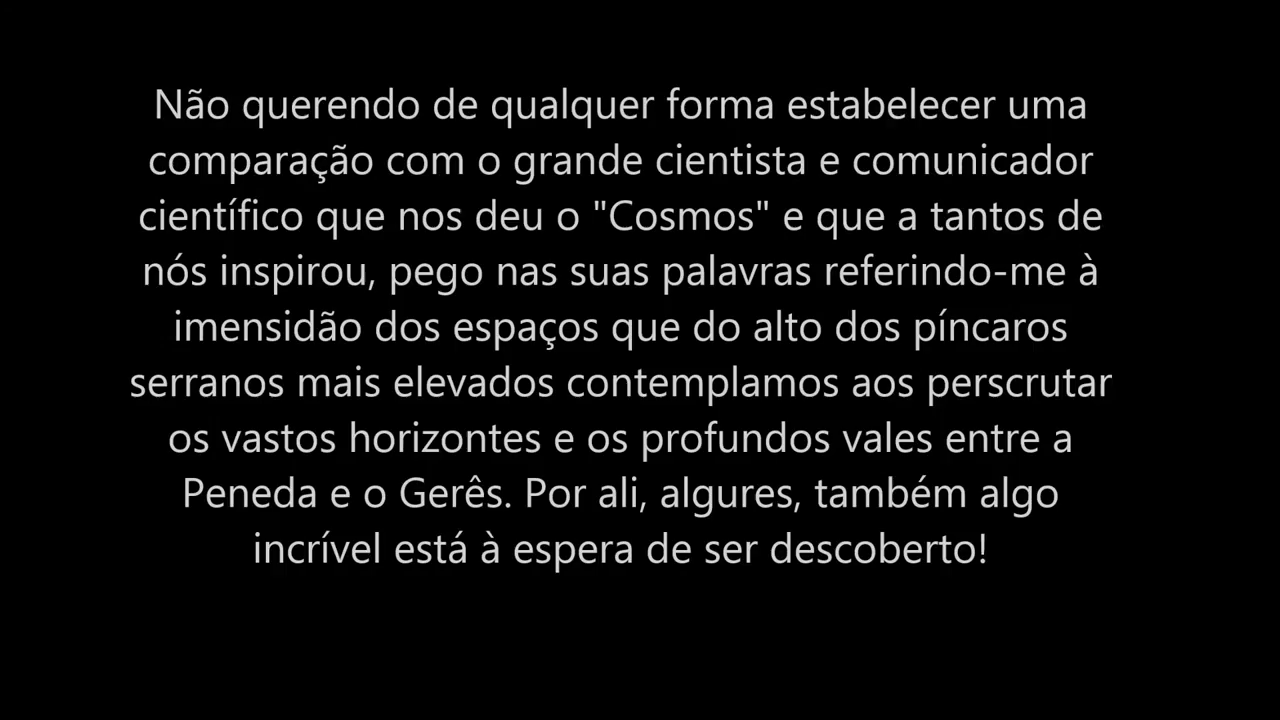 Não querendo de qualquer forma estabelecer uma
comparação com o grande cientista e comunicador
científico que nos deu o "Cosmos" e que a tantos de
nós inspirou, pego nas suas palavras referindo-me à
imensidão dos espaços que do alto dos píncaros
serranos mais elevados contemplamos aos perscrutar
os vastos horizontes e os profundos vales entre a
Peneda e o Gerês. Por ali, algures, também algo
incrível está à espera de ser descoberto!